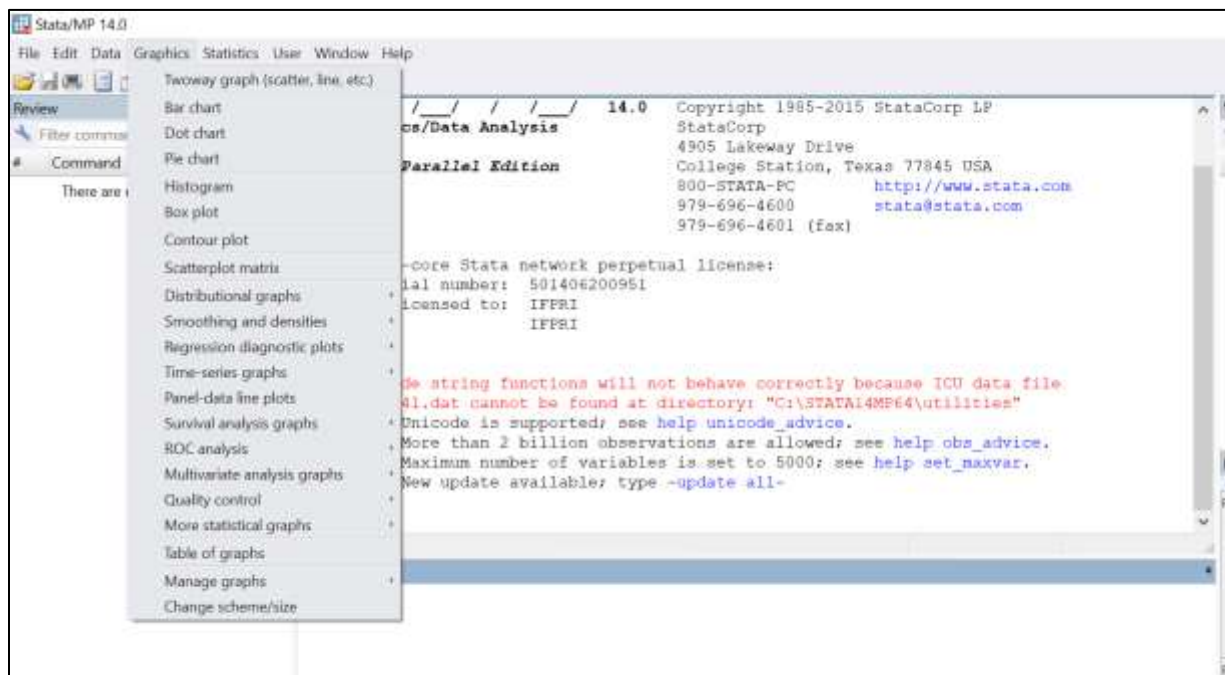 Stata/MP 14.0
File Edit Data Graphics Statistics User Window Help
Review
Filter comma
# Command
There are
Twoway graph (scatter, line, etc.)
Bar chart
Dot chart
Pie chart
Histogram
Box plot
Contour plot
Scatterplot matrix
Distributional graphs
Smoothing and densities
Regression diagnostic plots
Time-series graphs
Panel-data line plots
Survival analysis graphs
ROC analysis
Multivariate analysis graphs
Quality control
More statistical graphs
Table of graphs
Manage graphs
Change scheme/size
/___/ / /___/ 14.0 Copyright 1985-2015 StataCorp LP
cs/Data Analysis StataCorp
4905 Lakeway Drive
Parallel Edition College Station, Texas 77845 USA
800-STATA-PC http://www.stata.com
979-696-4600 stata@stata.com
979-696-4601 (fax)
-core Stata network perpetual license:
ial number: 501406200951
icensed to: IFPRI
IFPRI
de string functions will not behave correctly because ICU data file
4l.dat cannot be found at directory: "C:\STATA14MP64\utilities"
Unicode is supported; see help unicode_advice.
More than 2 billion observations are allowed; see help obs_advice.
Maximum number of variables is set to 5000; see help set_maxvar.
New update available; type -update all-